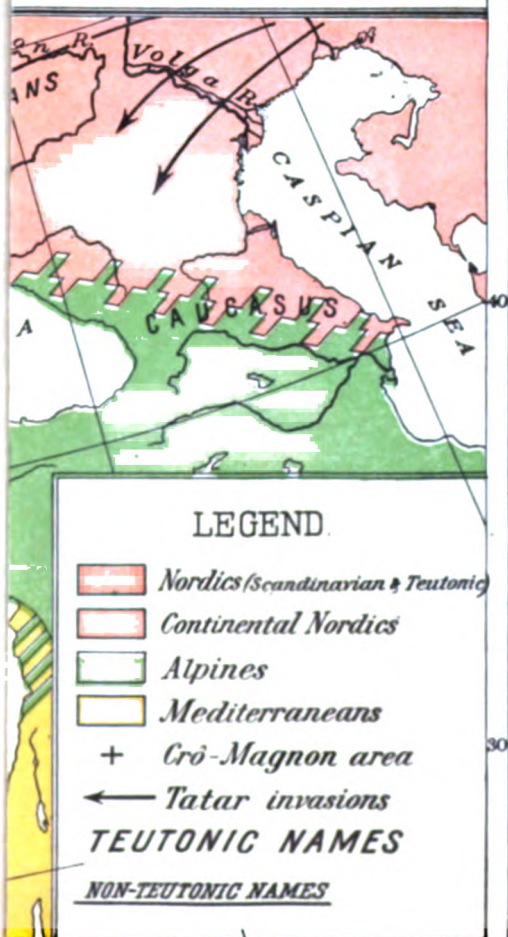 on R.
Volga R.
ANS
CASPIAN SEA
CAUCASUS
A
40
LEGEND
Nordics (Scandinavian & Teutonic)
Continental Nordics
Alpines
Mediterraneans
+ Crô-Magnon area
Tatar invasions
TEUTONIC NAMES
NON-TEUTONIC NAMES
30